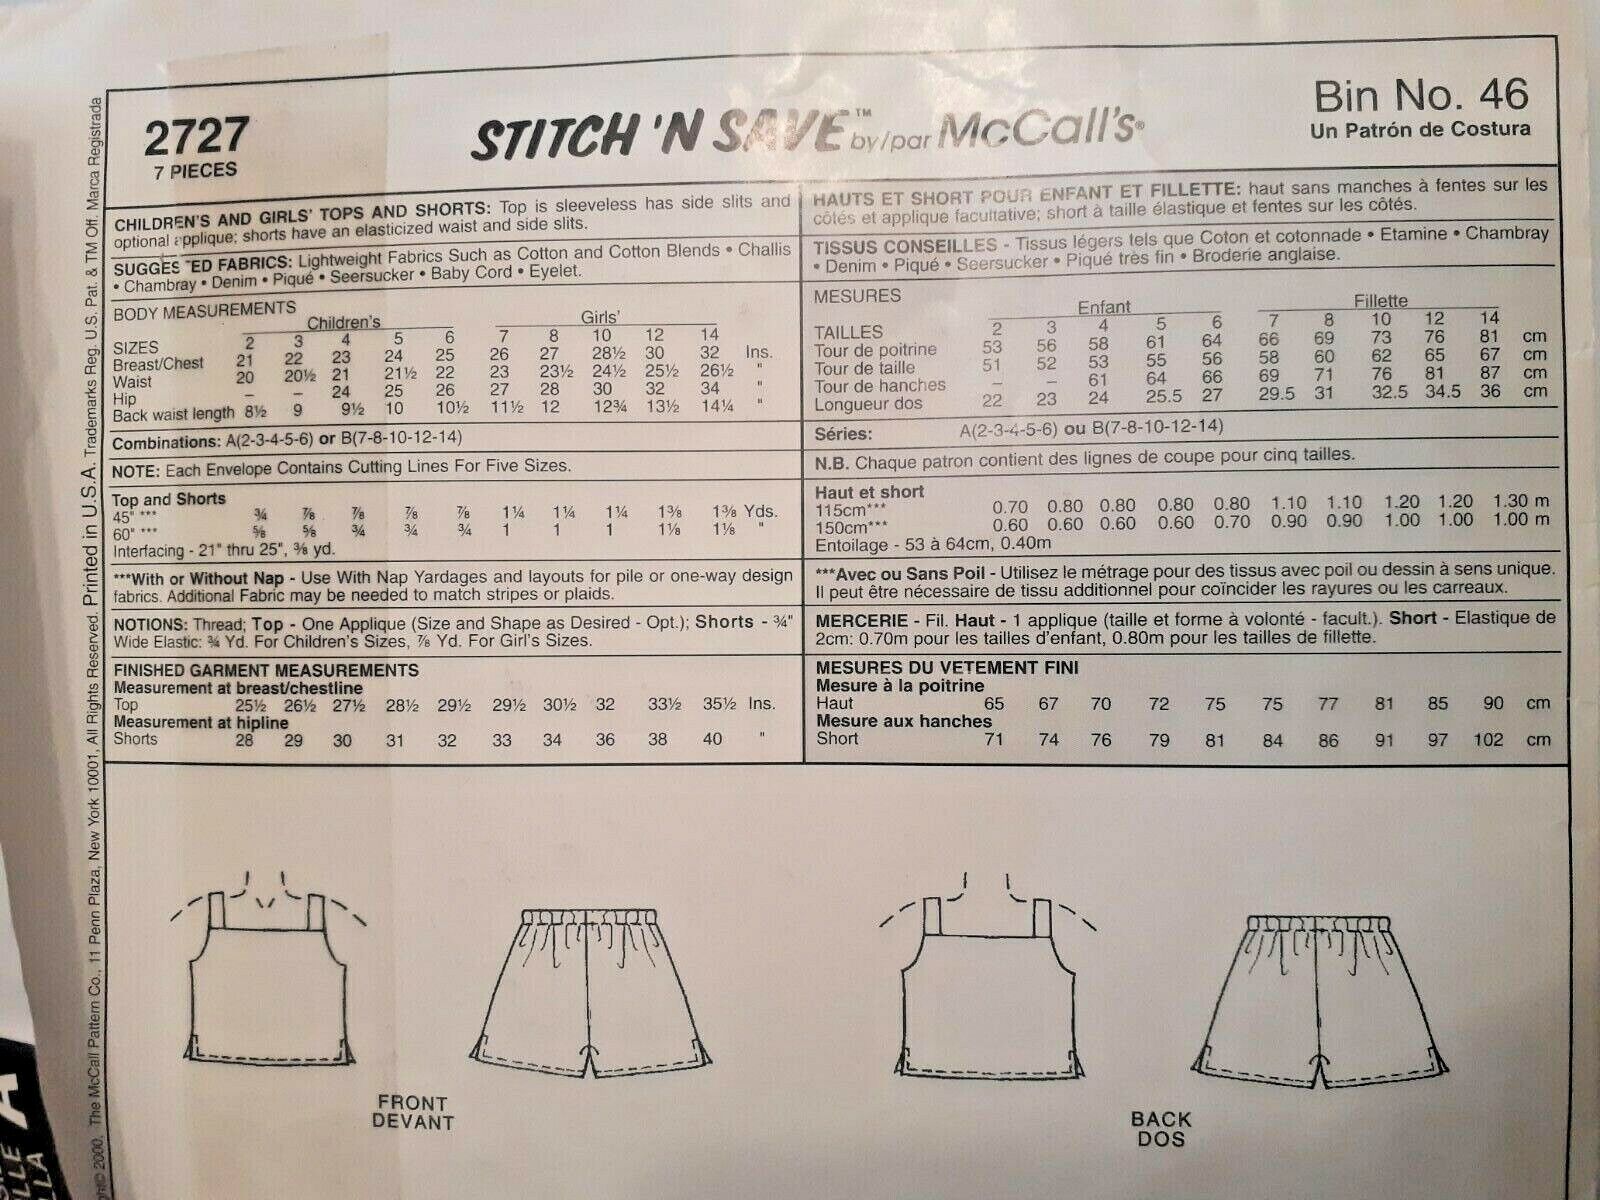 2727
7 PIECES
STITCH 'N SAVE™ by/par McCall's®
Bin No. 46
Un Patrón de Costura
CHILDREN'S AND GIRLS' TOPS AND SHORTS: Top is sleeveless has side slits and
optional applique; shorts have an elasticized waist and side slits.
SUGGES TED FABRICS: Lightweight Fabrics Such as Cotton and Cotton Blends • Challis
• Chambray • Denim • Piqué • Seersucker • Baby Cord • Eyelet.
BODY MEASUREMENTS
Children's Girls'
SIZES 2 3 4 5 6 7 8 10 12 14
Breast/Chest 21 22 23 24 25 26 27 28½ 30 32 Ins.
Waist 20 20½ 21 21½ 22 23 23½ 24½ 25½ 26½ "
Hip – – 24 25 26 27 28 30 32 34 "
Back waist length 8½ 9 9½ 10 10½ 11½ 12 12¾ 13½ 14¼ "
Combinations: A(2-3-4-5-6) or B(7-8-10-12-14)
NOTE: Each Envelope Contains Cutting Lines For Five Sizes.
Top and Shorts
45" *** ¾ ⅞ ⅞ ⅞ ⅞ 1¼ 1¼ 1¼ 1⅜ 1⅜ Yds.
60" *** ⅝ ⅝ ¾ ¾ ¾ 1 1 1 1⅛ 1⅛ "
Interfacing - 21" thru 25", ⅜ yd.
***With or Without Nap - Use With Nap Yardages and layouts for pile or one-way design
fabrics. Additional Fabric may be needed to match stripes or plaids.
NOTIONS: Thread; Top - One Applique (Size and Shape as Desired - Opt.); Shorts - ¾"
Wide Elastic: ¾ Yd. For Children's Sizes, ⅞ Yd. For Girl's Sizes.
FINISHED GARMENT MEASUREMENTS
Measurement at breast/chestline
Top 25½ 26½ 27½ 28½ 29½ 29½ 30½ 32 33½ 35½ Ins.
Measurement at hipline
Shorts 28 29 30 31 32 33 34 36 38 40 "
HAUTS ET SHORT POUR ENFANT ET FILLETTE: haut sans manches à fentes sur les
côtés et applique facultative; short à taille élastique et fentes sur les côtés.
TISSUS CONSEILLES - Tissus légers tels que Coton et cotonnade • Etamine • Chambray
• Denim • Piqué • Seersucker • Piqué très fin • Broderie anglaise.
MESURES
Enfant Fillette
TAILLES 2 3 4 5 6 7 8 10 12 14
Tour de poitrine 53 56 58 61 64 66 69 73 76 81 cm
Tour de taille 51 52 53 55 56 58 60 62 65 67 cm
Tour de hanches – – 61 64 66 69 71 76 81 87 cm
Longueur dos 22 23 24 25.5 27 29.5 31 32.5 34.5 36 cm
Séries: A(2-3-4-5-6) ou B(7-8-10-12-14)
N.B. Chaque patron contient des lignes de coupe pour cinq tailles.
Haut et short
115cm*** 0.70 0.80 0.80 0.80 0.80 1.10 1.10 1.20 1.20 1.30 m
150cm*** 0.60 0.60 0.60 0.60 0.70 0.90 0.90 1.00 1.00 1.00 m
Entoilage - 53 à 64cm, 0.40m
***Avec ou Sans Poil - Utilisez le métrage pour des tissus avec poil ou dessin à sens unique.
Il peut être nécessaire de tissu additionnel pour coïncider les rayures ou les carreaux.
MERCERIE - Fil. Haut - 1 applique (taille et forme à volonté - facult.). Short - Elastique de
2cm: 0.70m pour les tailles d'enfant, 0.80m pour les tailles de fillette.
MESURES DU VETEMENT FINI
Mesure à la poitrine
Haut 65 67 70 72 75 75 77 81 85 90 cm
Mesure aux hanches
Short 71 74 76 79 81 84 86 91 97 102 cm
FRONT
DEVANT
BACK
DOS
© 2000. The McCall Pattern Co., 11 Penn Plaza, New York 10001, All Rights Reserved. Printed in U.S.A. Trademarks Reg. U.S. Pat. & TM Off. Marca Registrada
A